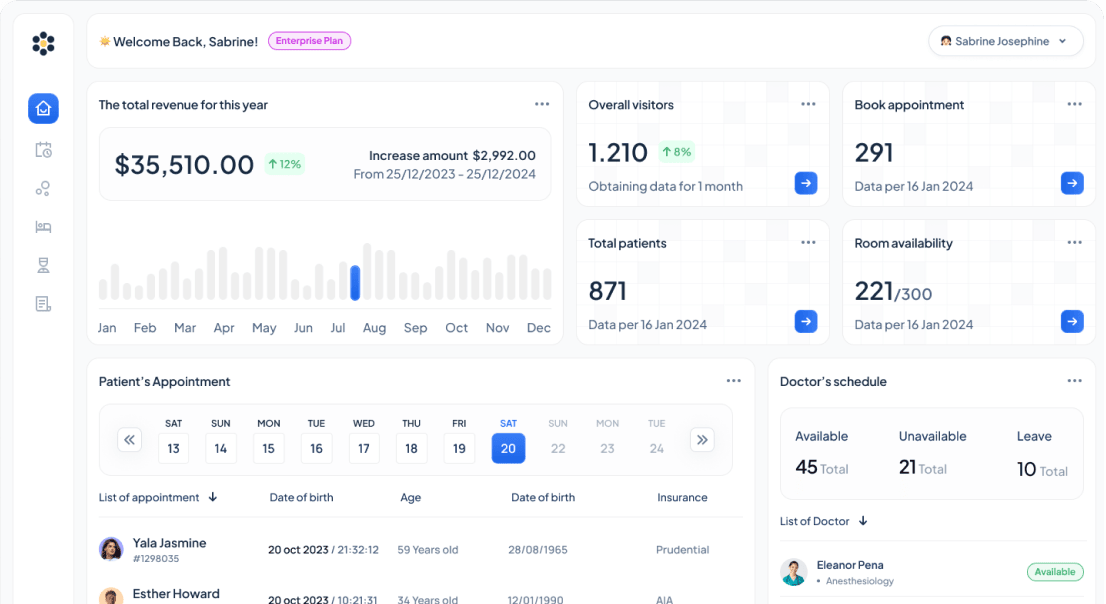 Welcome Back, Sabrine! Enterprise Plan
Sabrine Josephine
The total revenue for this year
$35,510.00 12%
Increase amount $2,992.00
From 25/12/2023 - 25/12/2024
Jan Feb Mar Apr May Jun Jul Aug Sep Oct Nov Dec
Overall visitors
1.210 8%
Obtaining data for 1 month
Book appointment
291
Data per 16 Jan 2024
Total patients
871
Data per 16 Jan 2024
Room availability
221/300
Data per 16 Jan 2024
Patient's Appointment
SAT SUN MON TUE WED THU FRI SAT SUN MON TUE
13 14 15 16 17 18 19 20 22 23 24
List of appointment Date of birth Age Date of birth Insurance
Yala Jasmine
#1298035
20 oct 2023 / 21:32:12 59 Years old 28/08/1965 Prudential
Esther Howard
20 oct 2023 / 10:21:31 34 Years old 12/01/1990 AIA
Doctor's schedule
Available Unavailable Leave
45 Total 21 Total 10 Total
List of Doctor
Eleanor Pena
• Anesthesiology
Available